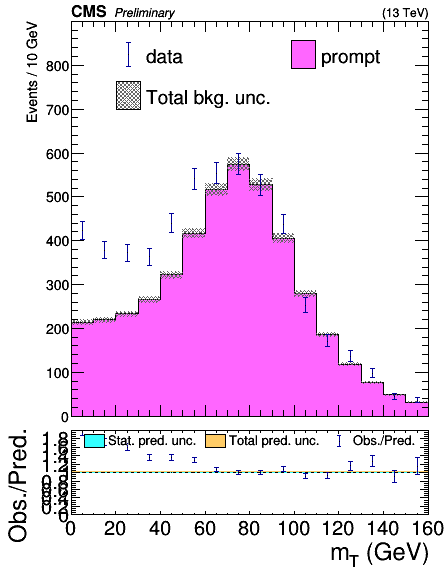 CMS Preliminary (13 TeV)
Events / 10 GeV
data
prompt
Total bkg. unc.
800
700
600
500
400
300
200
100
0
Obs./Pred.
Stat. pred. unc.
Total pred. unc.
Obs./Pred.
1.8
1.6
1.4
1.2
1
0.8
0.6
0.4
0.2
0
0 20 40 60 80 100 120 140 160
m_T (GeV)